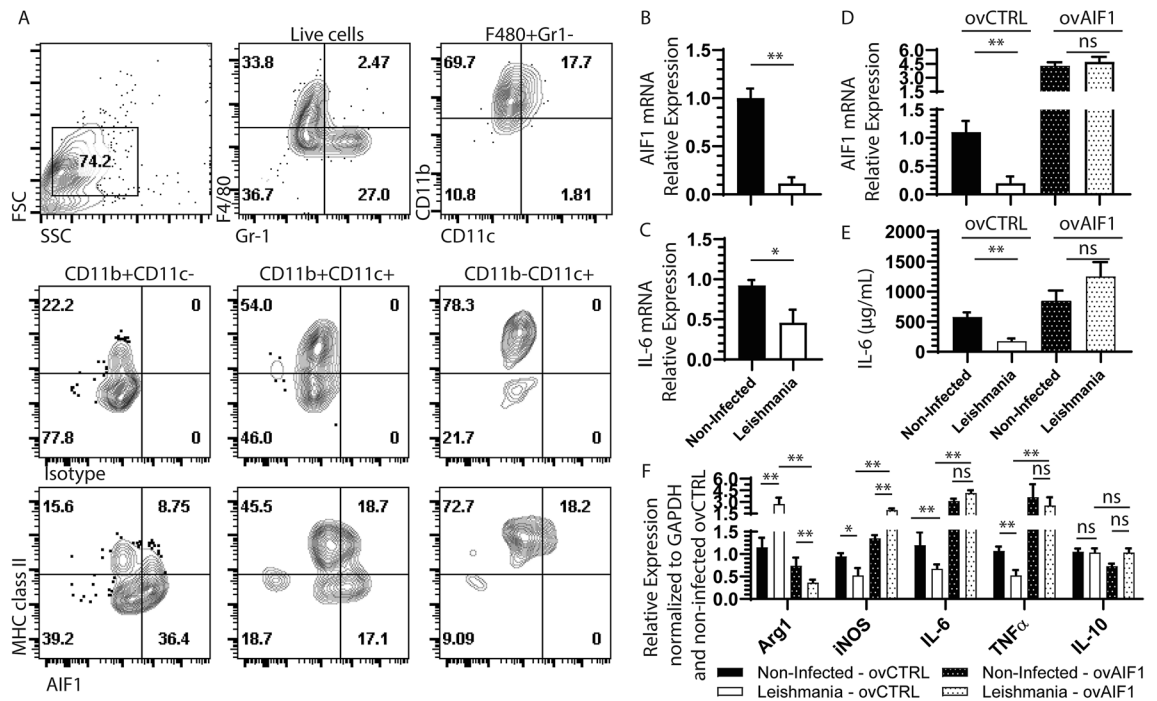 A
Live cells
F480+Gr1-
33.8
2.47
69.7
17.7
74.2
36.7
27.0
10.8
1.81
FSC
F4/80
CD11b
SSC
Gr-1
CD11c
CD11b+CD11c-
CD11b+CD11c+
CD11b-CD11c+
22.2
0
54.0
0
78.3
0
77.8
0
46.0
0
21.7
0
Isotype
15.6
8.75
45.5
18.7
72.7
18.2
39.2
36.4
18.7
17.1
9.09
0
MHC class II
AIF1
B
AIF1 mRNA
Relative Expression
1.5
1.0
0.5
0.0
**
C
IL-6 mRNA
Relative Expression
1.5
1.0
0.5
0.0
*
Non-Infected
Leishmania
D
ovCTRL
ovAIF1
**
ns
AIF1 mRNA
Relative Expression
6.0
4.5
3.0
1.5
1.5
1.0
0.5
0.0
E
ovCTRL
ovAIF1
**
ns
IL-6 (µg/mL)
2000
1500
1000
500
0
Non-Infected
Leishmania
Non-Infected
Leishmania
F
Relative Expression
normalized to GAPDH
and non-infected ovCTRL
6.0
4.5
3.0
1.5
1.5
1.0
0.5
0.0
**
**
**
**
**
*
**
ns
**
**
ns
**
ns
ns
ns
Arg1
iNOS
IL-6
TNFα
IL-10
Non-Infected - ovCTRL
Non-Infected - ovAIF1
Leishmania - ovCTRL
Leishmania - ovAIF1